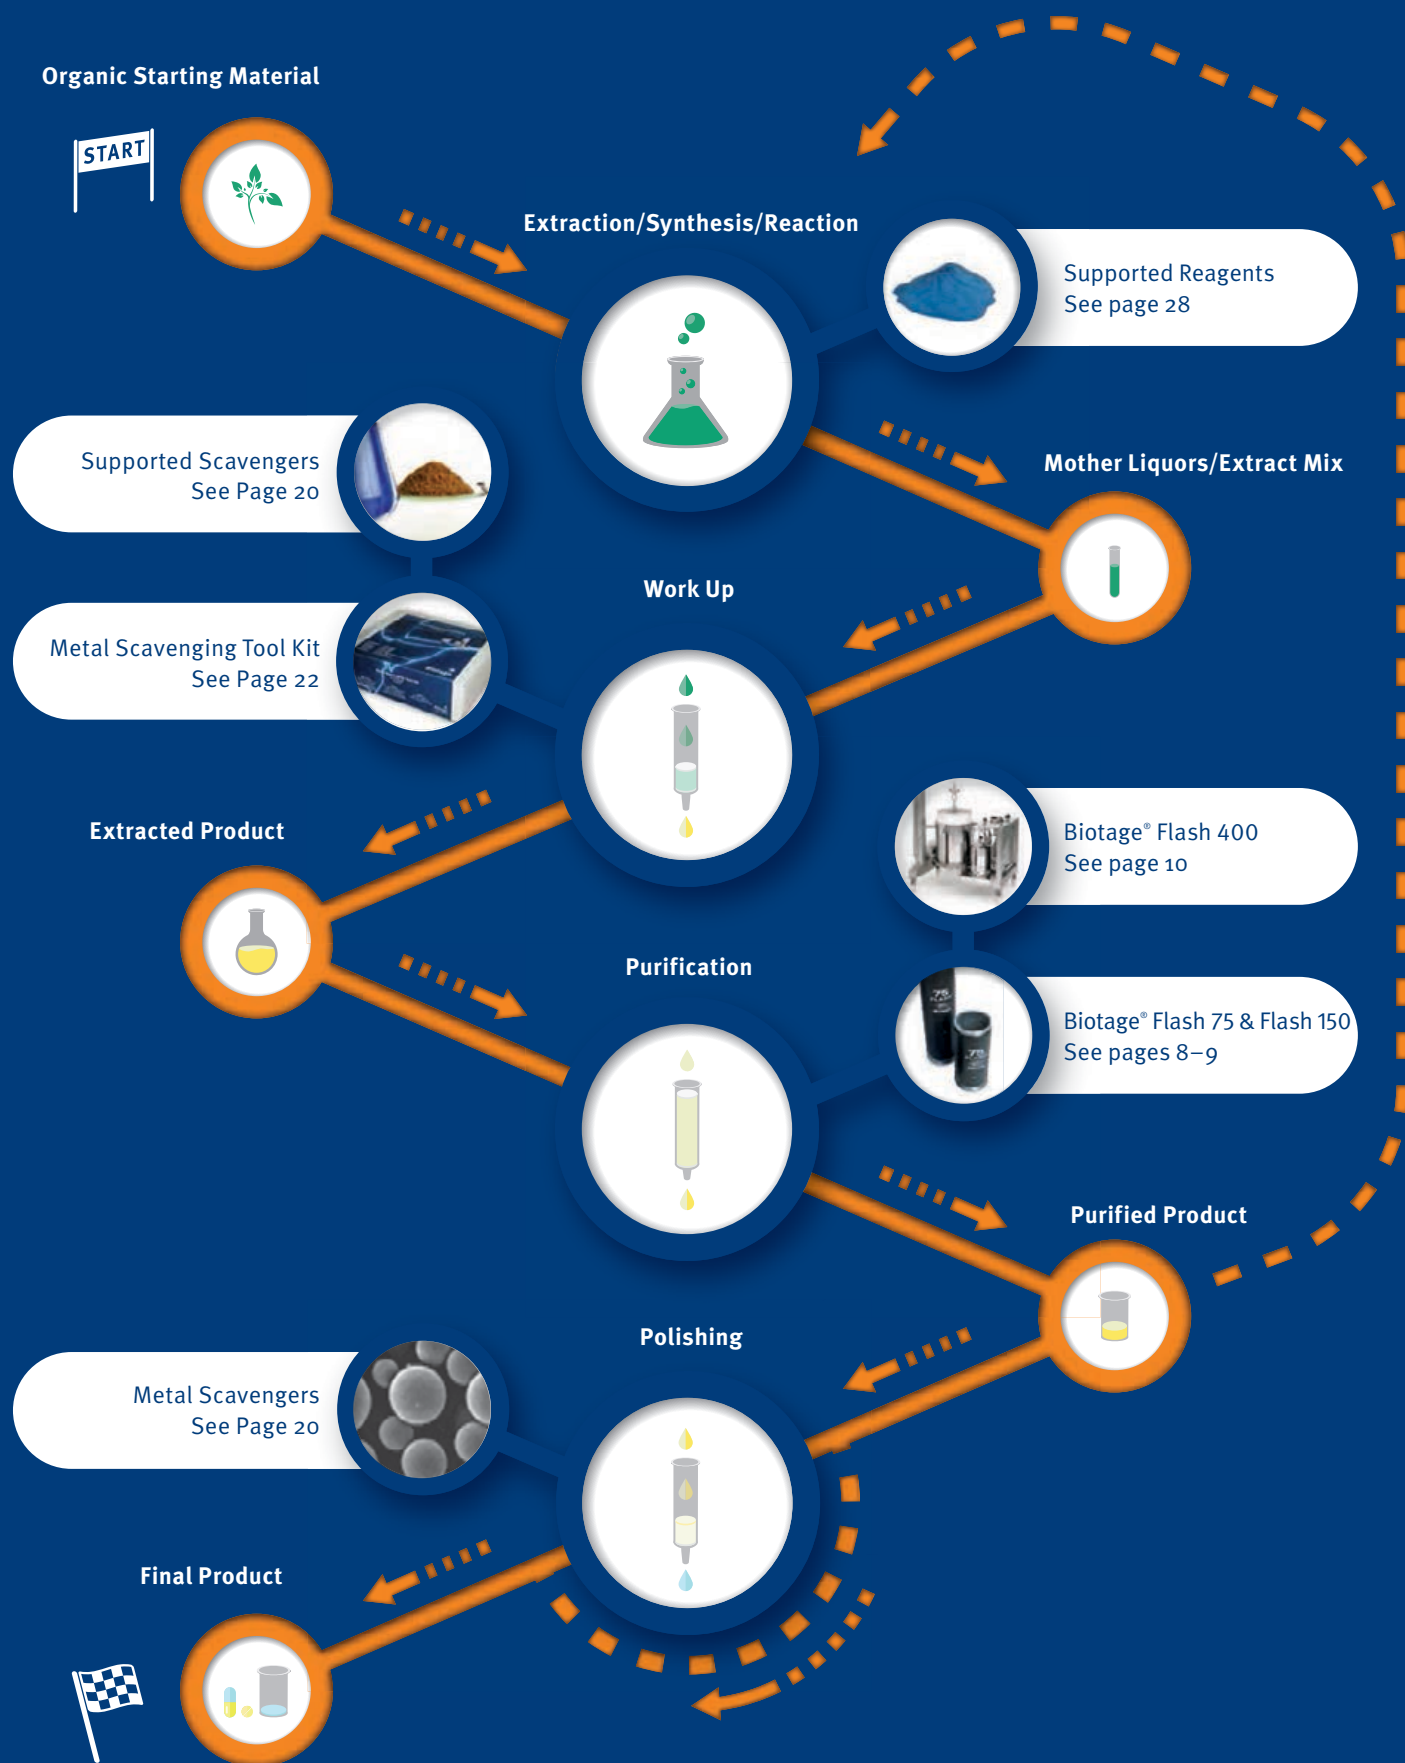 Organic Starting Material
START
Extraction/Synthesis/Reaction
Supported Reagents
See page 28
Supported Scavengers
See Page 20
Mother Liquors/Extract Mix
Work Up
Metal Scavenging Tool Kit
See Page 22
Extracted Product
Biotage® Flash 400
See page 10
Purification
75
FLASH
75
Biotage® Flash 75 & Flash 150
See pages 8–9
Purified Product
Polishing
Metal Scavengers
See Page 20
Final Product